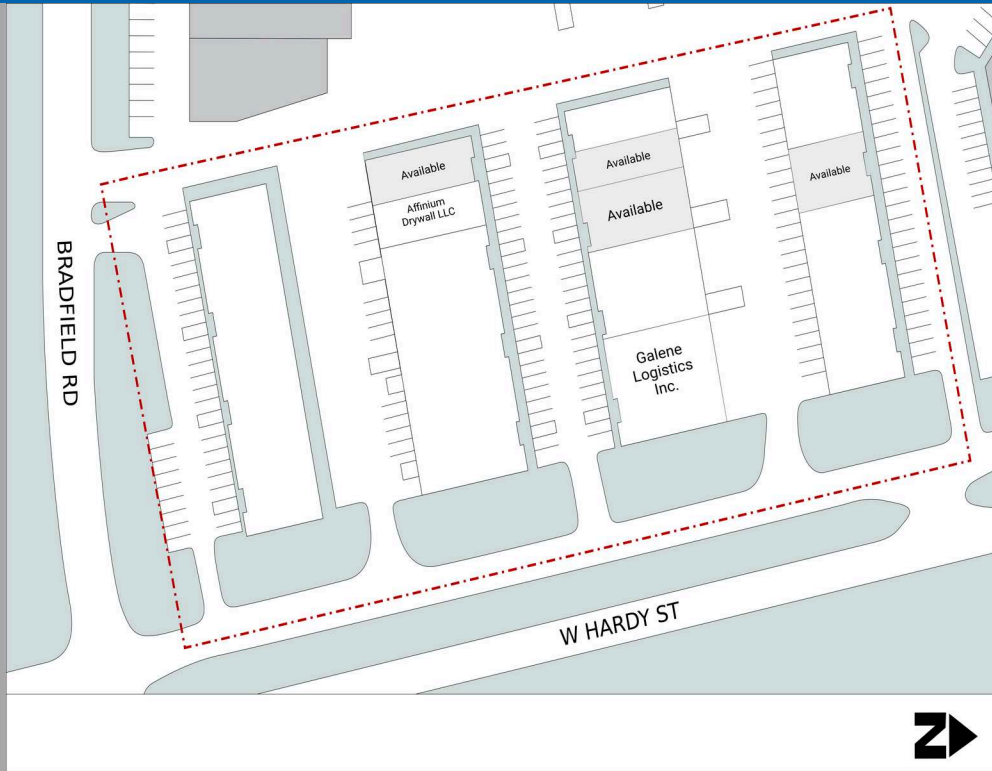 Available
Available
Available
Affinium
Drywall LLC
Available
Galene
Logistics
Inc.
BRADFIELD RD
W HARDY ST
N